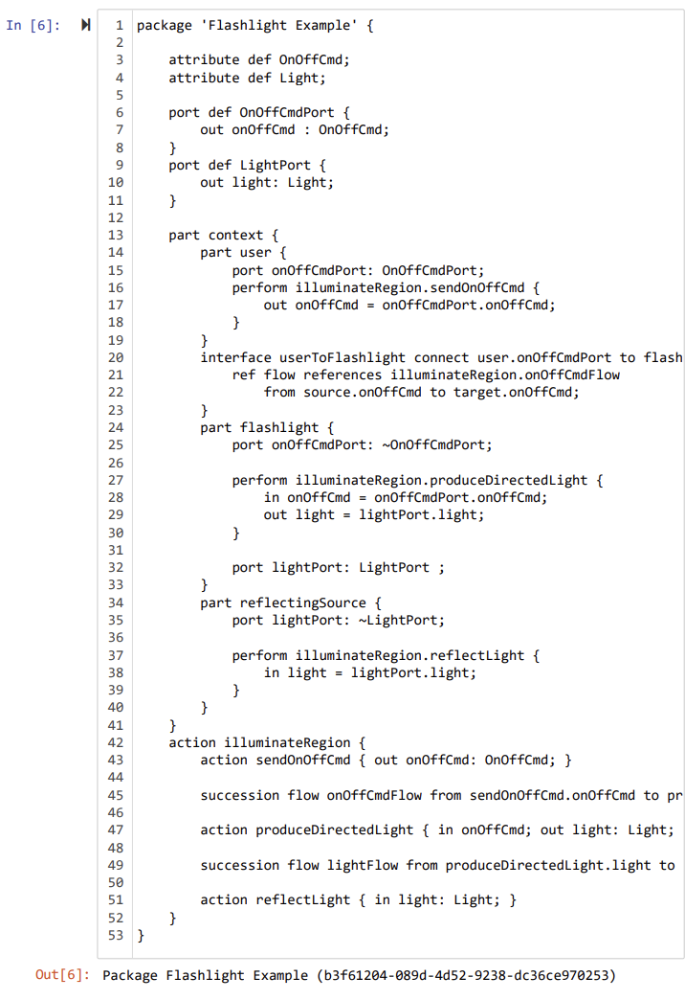 In [6]:
1 package 'Flashlight Example' {
2
3     attribute def OnOffCmd;
4     attribute def Light;
5
6     port def OnOffCmdPort {
7         out onOffCmd : OnOffCmd;
8     }
9     port def LightPort {
10         out light: Light;
11     }
12
13     part context {
14         part user {
15             port onOffCmdPort: OnOffCmdPort;
16             perform illuminateRegion.sendOnOffCmd {
17                 out onOffCmd = onOffCmdPort.onOffCmd;
18             }
19         }
20         interface userToFlashlight connect user.onOffCmdPort to flash
21             ref flow references illuminateRegion.onOffCmdFlow
22                 from source.onOffCmd to target.onOffCmd;
23         }
24         part flashlight {
25             port onOffCmdPort: ~OnOffCmdPort;
26
27             perform illuminateRegion.produceDirectedLight {
28                 in onOffCmd = onOffCmdPort.onOffCmd;
29                 out light = lightPort.light;
30             }
31
32             port lightPort: LightPort ;
33         }
34         part reflectingSource {
35             port lightPort: ~LightPort;
36
37             perform illuminateRegion.reflectLight {
38                 in light = lightPort.light;
39             }
40         }
41     }
42     action illuminateRegion {
43         action sendOnOffCmd { out onOffCmd: OnOffCmd; }
44
45         succession flow onOffCmdFlow from sendOnOffCmd.onOffCmd to pr
46
47         action produceDirectedLight { in onOffCmd; out light: Light;
48
49         succession flow lightFlow from produceDirectedLight.light to
50
51         action reflectLight { in light: Light; }
52     }
53 }
Out[6]: Package Flashlight Example (b3f61204-089d-4d52-9238-dc36ce970253)